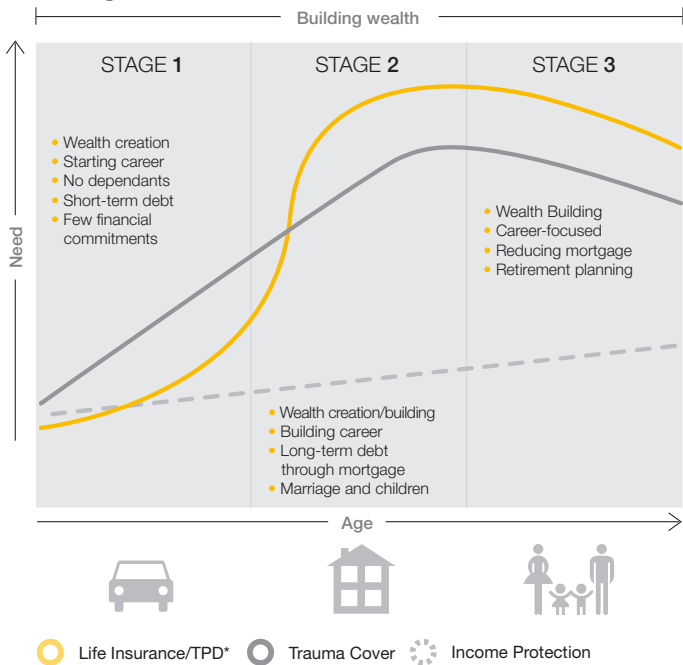 Building wealth
STAGE 1
STAGE 2
STAGE 3
• Wealth creation
• Starting career
• No dependants
• Short-term debt
• Few financial
commitments
• Wealth Building
• Career-focused
• Reducing mortgage
• Retirement planning
Need
• Wealth creation/building
• Building career
• Long-term debt
through mortgage
• Marriage and children
Age
Life Insurance/TPD*
Trauma Cover
Income Protection